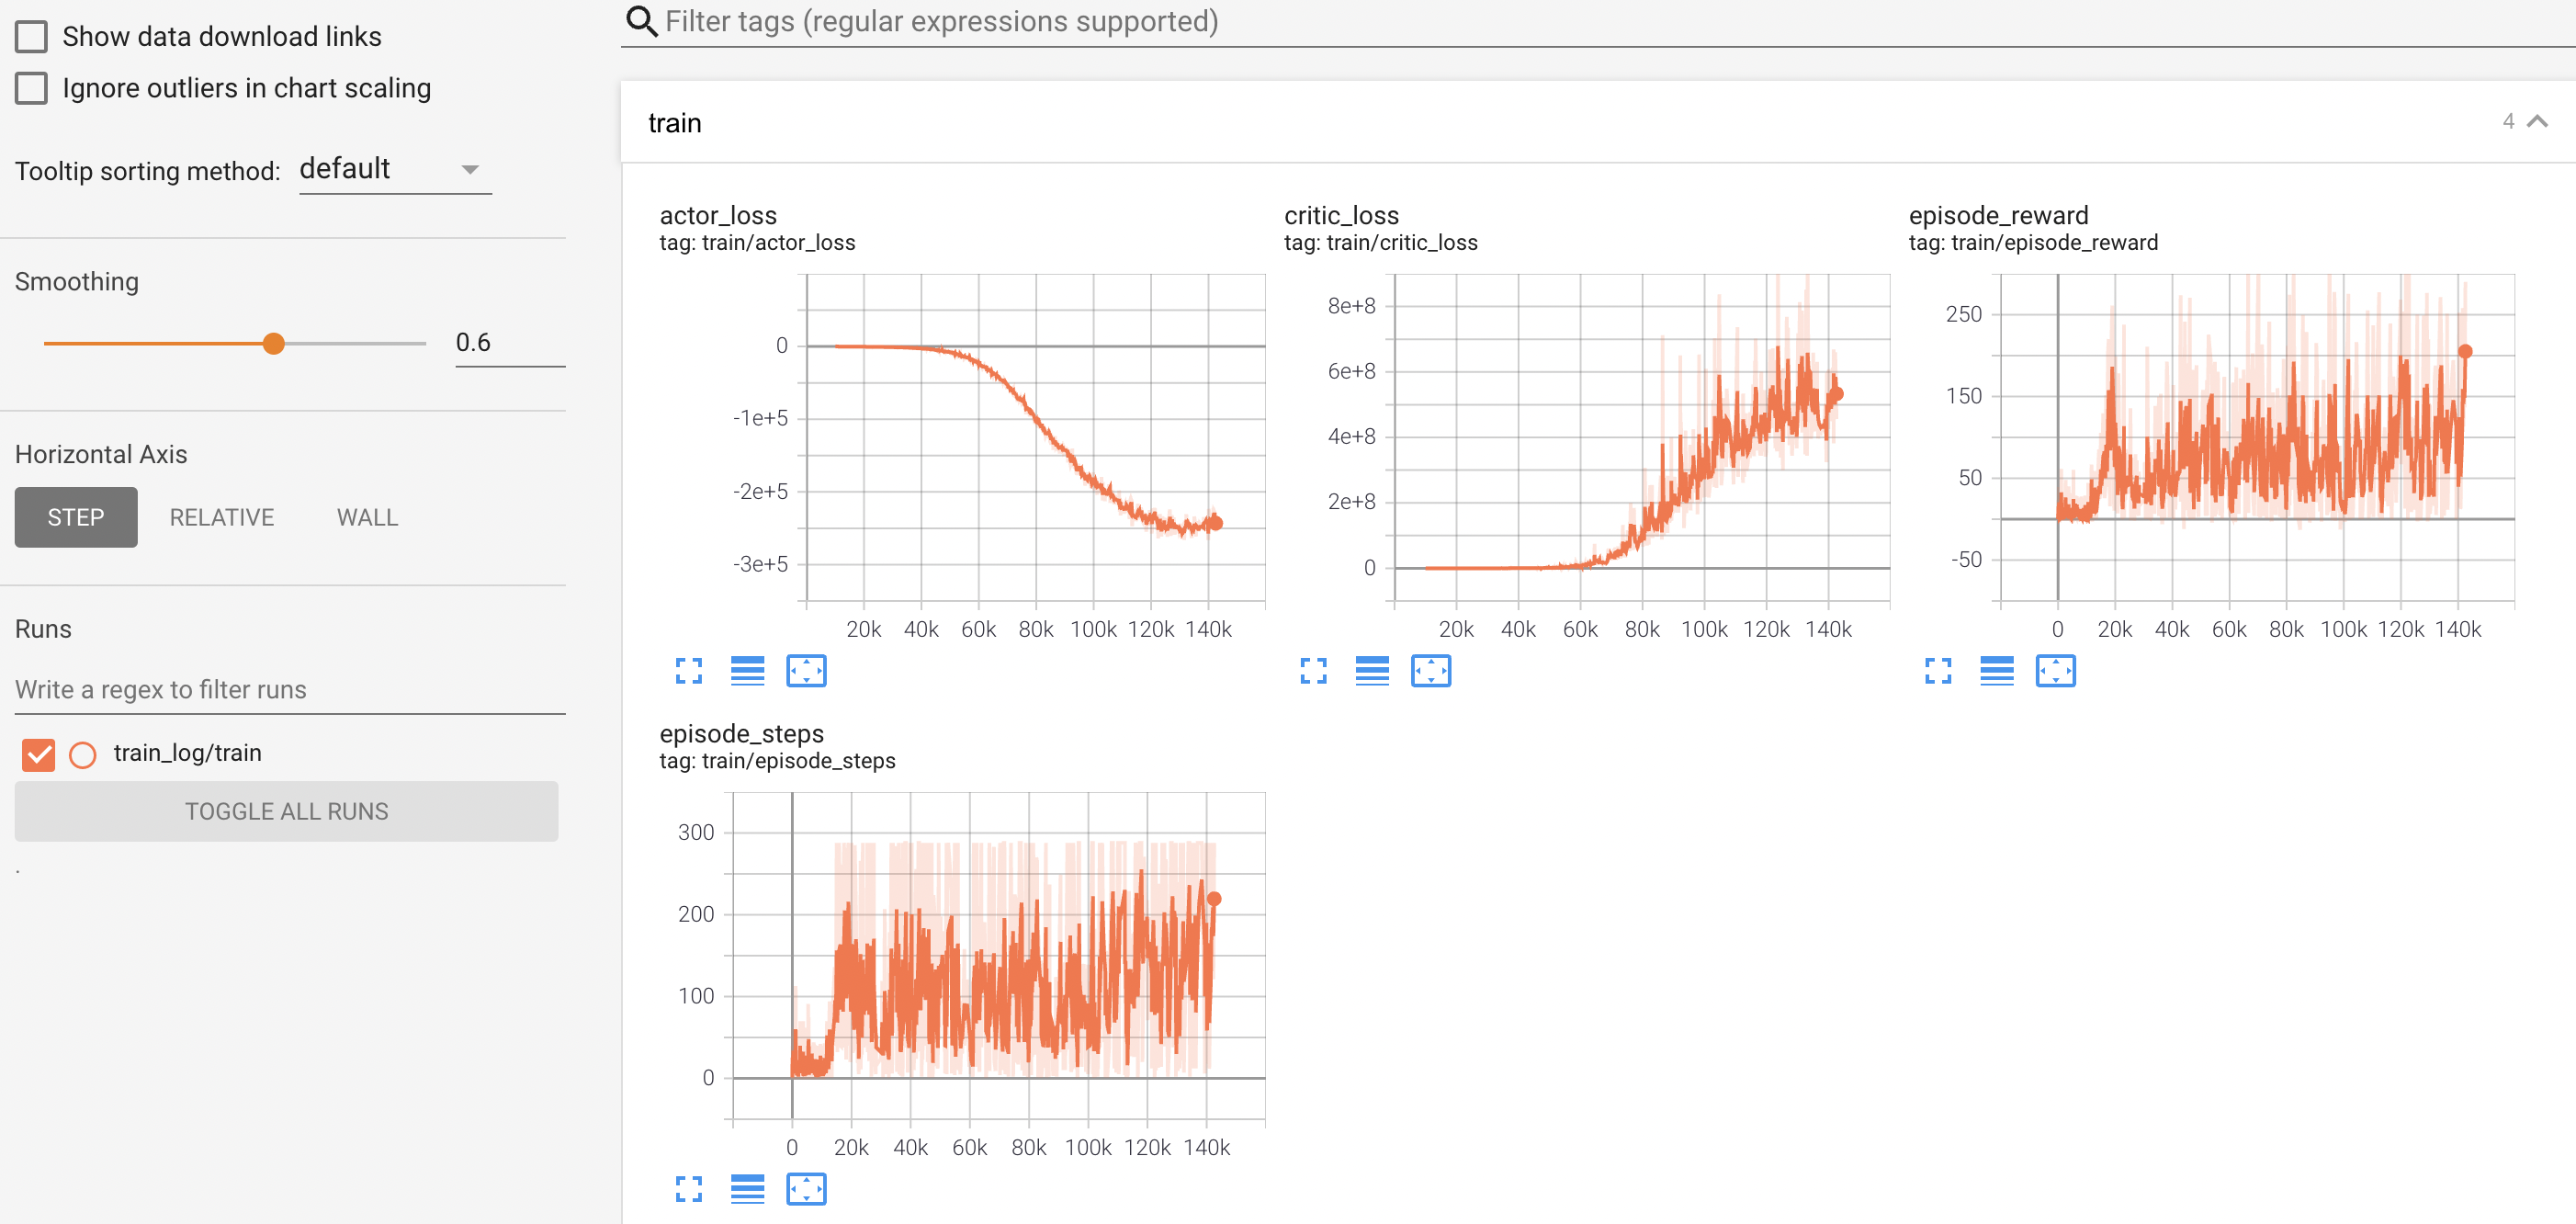 Show data download links
Ignore outliers in chart scaling
Tooltip sorting method: default
Smoothing
0.6
Horizontal Axis
STEP RELATIVE WALL
Runs
Write a regex to filter runs
train_log/train
TOGGLE ALL RUNS
.
Filter tags (regular expressions supported)
train
4
actor_loss
tag: train/actor_loss
0
-1e+5
-2e+5
-3e+5
20k 40k 60k 80k 100k 120k 140k
critic_loss
tag: train/critic_loss
8e+8
6e+8
4e+8
2e+8
0
20k 40k 60k 80k 100k 120k 140k
episode_reward
tag: train/episode_reward
250
150
50
-50
0 20k 40k 60k 80k 100k 120k 140k
episode_steps
tag: train/episode_steps
300
200
100
0
0 20k 40k 60k 80k 100k 120k 140k